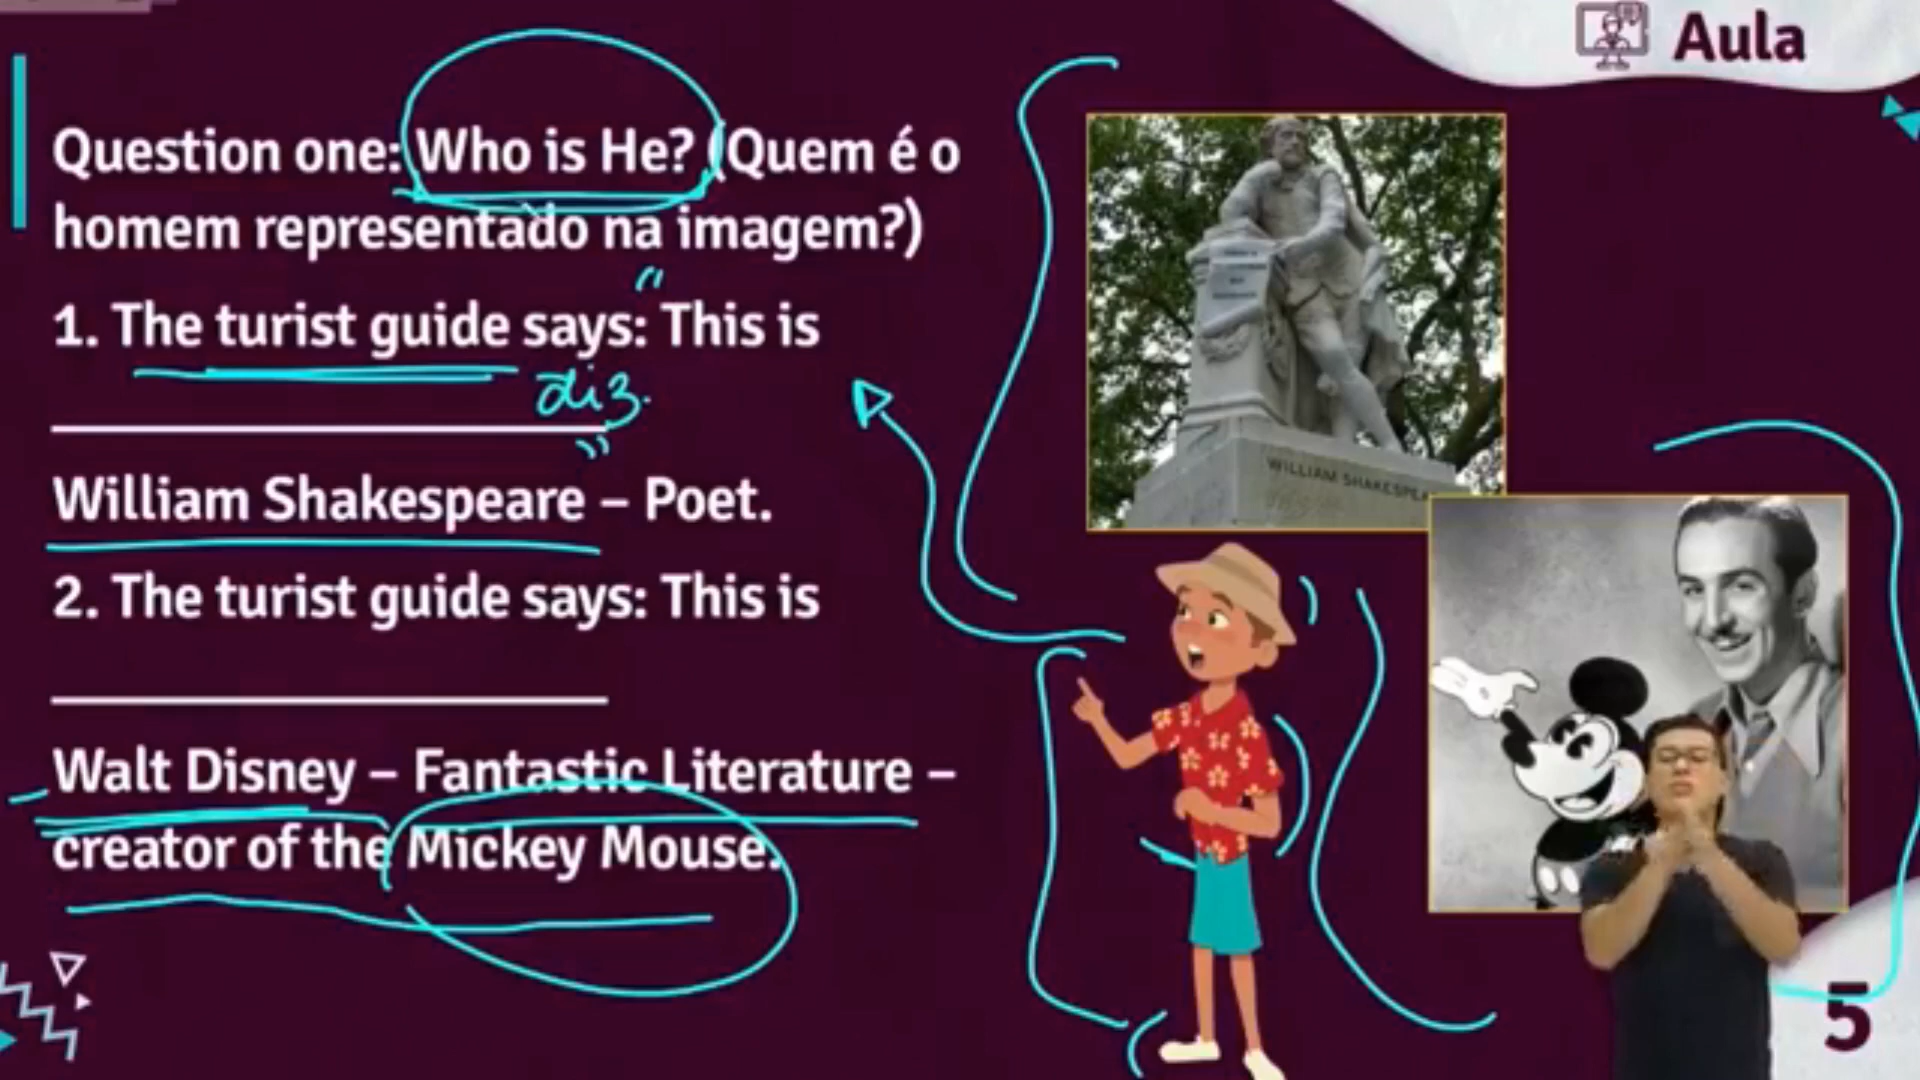 Aula
Question one: Who is He? (Quem é o
homem representado na imagem?)
1. The turist guide says: This is
diz.
William Shakespeare – Poet.
2. The turist guide says: This is
Walt Disney – Fantastic Literature –
creator of the Mickey Mouse.
WILLIAM SHAKESPEA
5